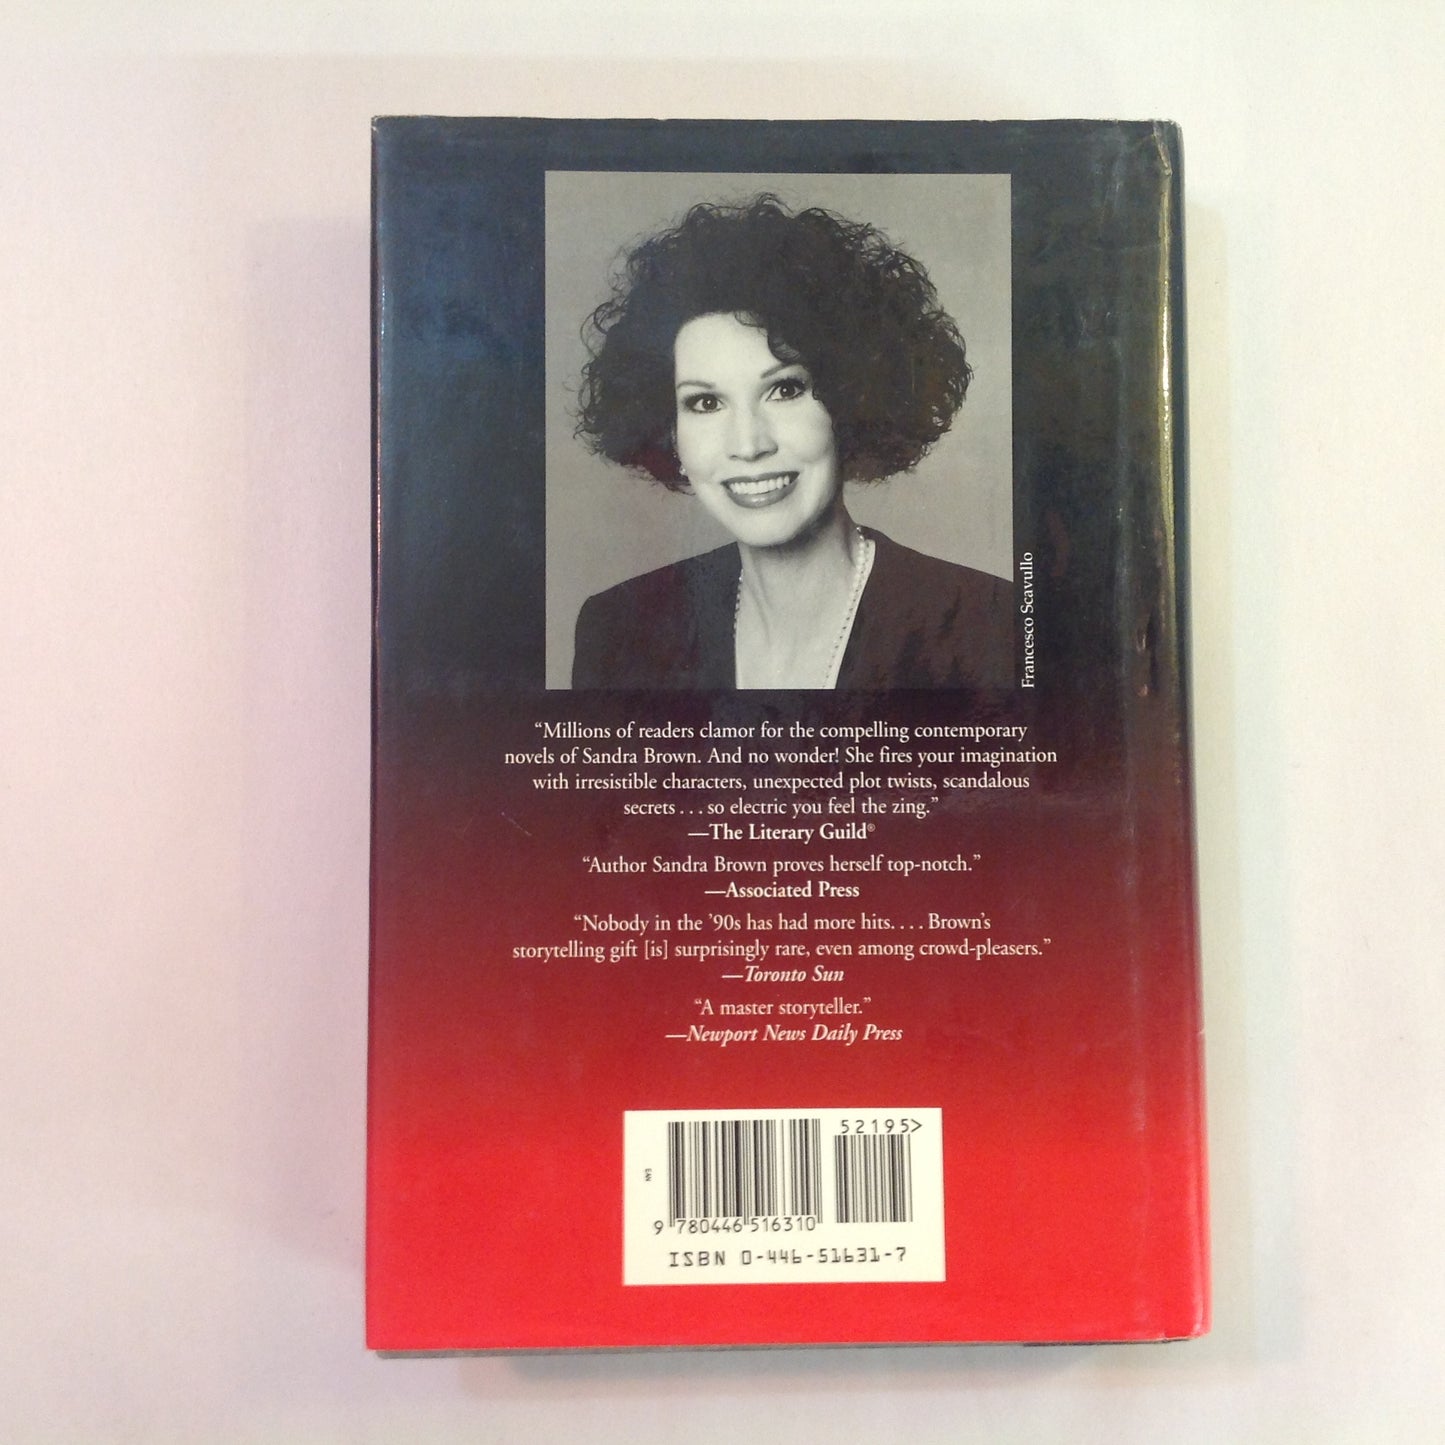 Francesco Scavullo
“Millions of readers clamor for the compelling contemporary
novels of Sandra Brown. And no wonder! She fires your imagination
with irresistible characters, unexpected plot twists, scandalous
secrets . . . so electric you feel the zing.”
—The Literary Guild®
“Author Sandra Brown proves herself top-notch.”
—Associated Press
“Nobody in the ’90s has had more hits. . . . Brown’s
storytelling gift [is] surprisingly rare, even among crowd-pleasers.”
—Toronto Sun
“A master storyteller.”
—Newport News Daily Press
52195>
EAN
9 780446 516310
ISBN 0-446-51631-7